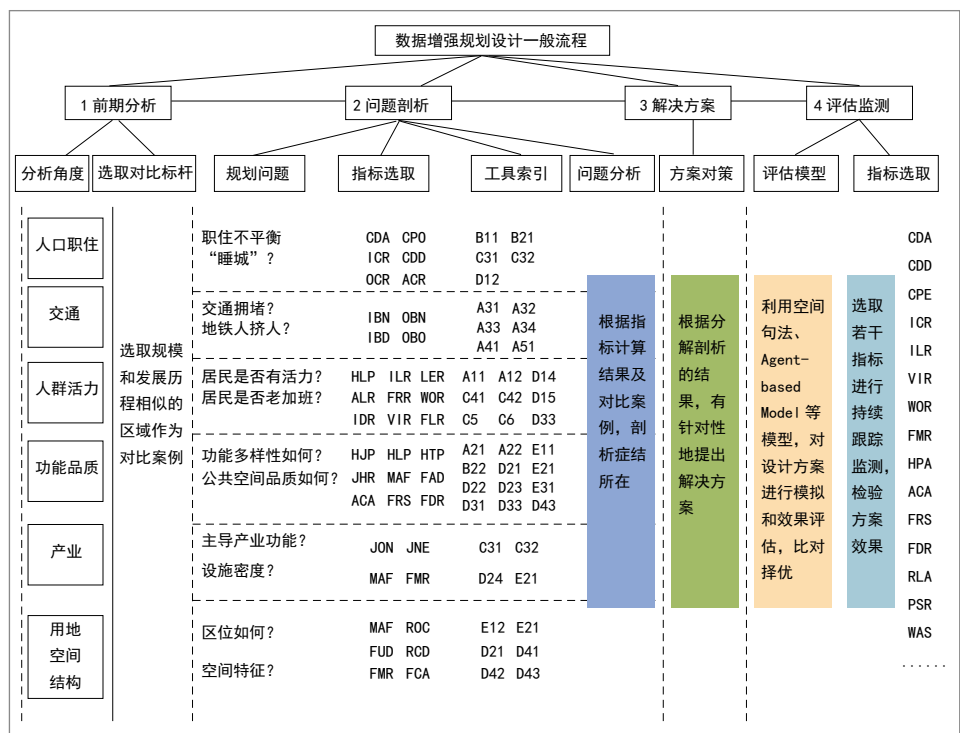 数据增强规划设计一般流程
1 前期分析
2 问题剖析
3 解决方案
4 评估监测
分析角度
选取对比标杆
规划问题
指标选取
工具索引
问题分析
方案对策
评估模型
指标选取
人口职住
交通
人群活力
功能品质
产业
用地
空间
结构
选取规模
和发展历
程相似的
区域作为
对比案例
职住不平衡
“睡城”？
CDA CPO
ICR CDD
OCR ACR
B11 B21
C31 C32
D12
交通拥堵？
地铁人挤人？
IBN OBN
IBD OBO
A31 A32
A33 A34
A41 A51
居民是否有活力？
居民是否老加班？
HLP ILR LER
ALR FRR WOR
IDR VIR FLR
A11 A12 D14
C41 C42 D15
C5 C6 D33
功能多样性如何？
公共空间品质如何？
HJP HLP HTP
JHR MAF FAD
ACA FRS FDR
A21 A22 E11
B22 D21 E21
D22 D23 E31
D31 D33 D43
主导产业功能？
设施密度？
JON JNE
MAF FMR
C31 C32
D24 E21
区位如何？
空间特征？
MAF ROC
FUD RCD
FMR FCA
E12 E21
D21 D41
D42 D43
根据指
标计算
结果及
对比案
例，剖
析症结
所在
根据分
解剖析
的结
果，有
针对性
地提出
解决方
案
利用空间
句法、
Agent-
based
Model 等
模型，对
设计方案
进行模拟
和效果评
估，比对
择优
选取
若干
指标
进行
持续
跟踪
监测，
检验
方案
效果
CDA
CDD
CPE
ICR
ILR
VIR
WOR
FMR
HPA
ACA
FRS
FDR
RLA
PSR
WAS
······